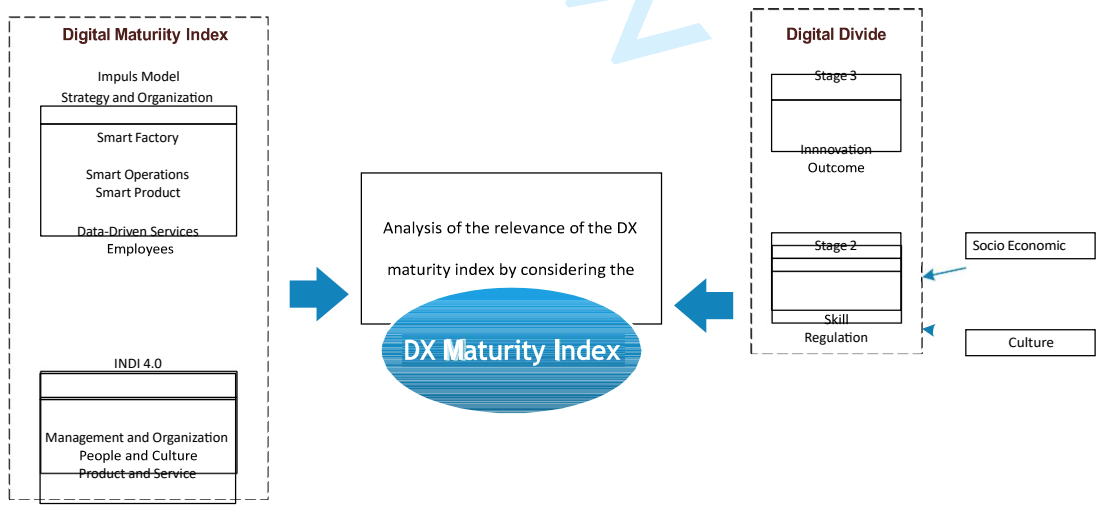 Digital Maturiity Index
Impuls Model
Strategy and Organization
Smart Factory
Smart Operations
Smart Product
Data-Driven Services
Employees
INDI 4.0
Management and Organization
People and Culture
Product and Service
Analysis of the relevance of the DX
maturity index by considering the
DX Maturity Index
Digital Divide
Stage 3
Innnovation
Outcome
Stage 2
Skill
Regulation
Socio Economic
Culture